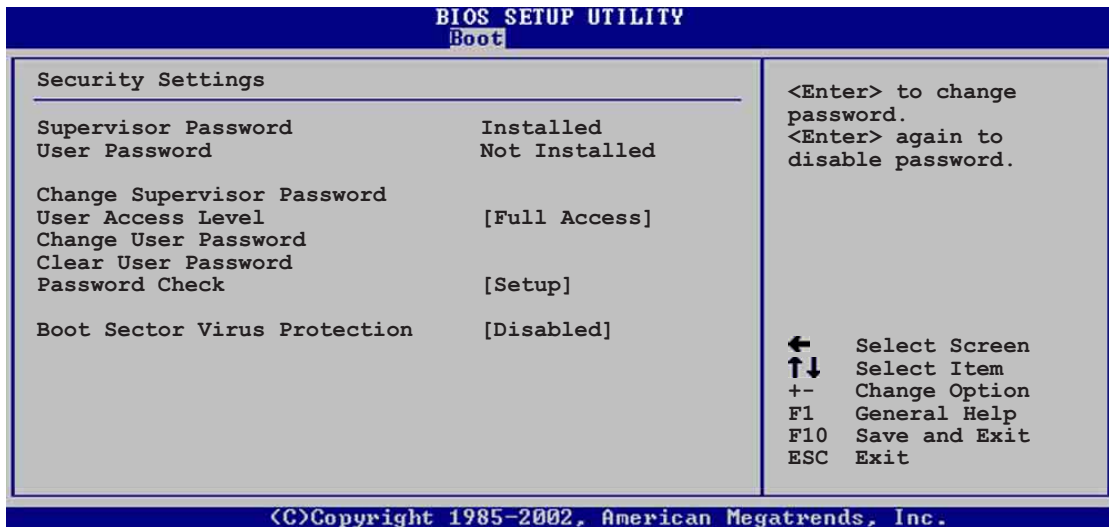 BIOS SETUP UTILITY
Boot
Security Settings
Supervisor Password Installed
User Password Not Installed
Change Supervisor Password
User Access Level [Full Access]
Change User Password
Clear User Password
Password Check [Setup]
Boot Sector Virus Protection [Disabled]
<Enter> to change
password.
<Enter> again to
disable password.
← Select Screen
↑↓ Select Item
+- Change Option
F1 General Help
F10 Save and Exit
ESC Exit
(C)Copyright 1985-2002, American Megatrends, Inc.